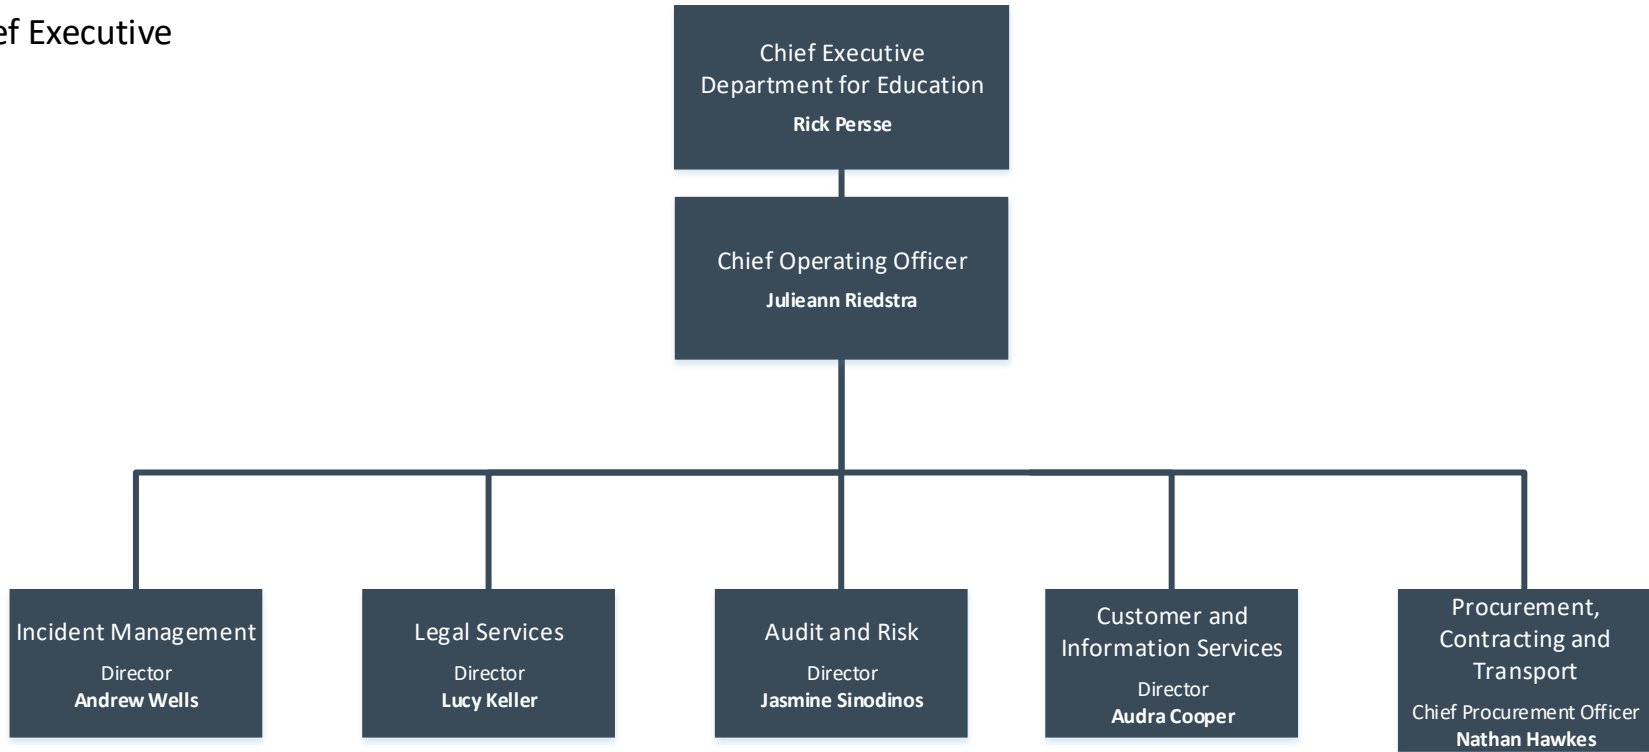 ef Executive
Chief Executive
Department for Education
Rick Persse
Chief Operating Officer
Julieann Riedstra
Incident Management
Director
Andrew Wells
Legal Services
Director
Lucy Keller
Audit and Risk
Director
Jasmine Sinodinos
Customer and
Information Services
Director
Audra Cooper
Procurement,
Contracting and
Transport
Chief Procurement Officer
Nathan Hawkes